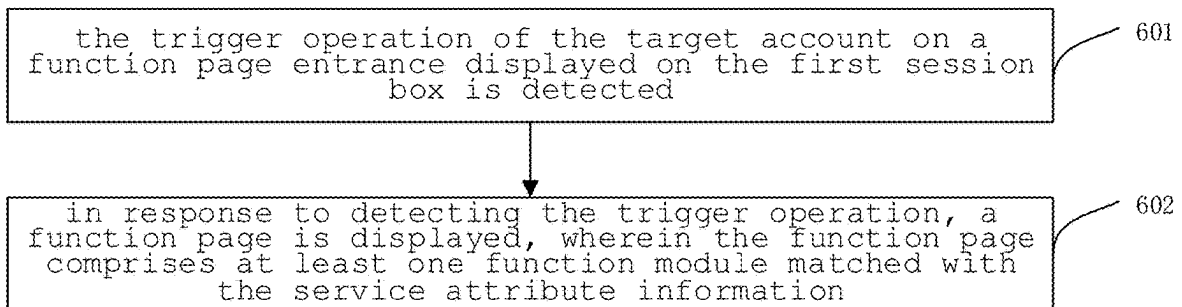 the trigger operation of the target account on a
function page entrance displayed on the first session
box is detected
601
in response to detecting the trigger operation, a
function page is displayed, wherein the function page
comprises at least one function module matched with
the service attribute information
602